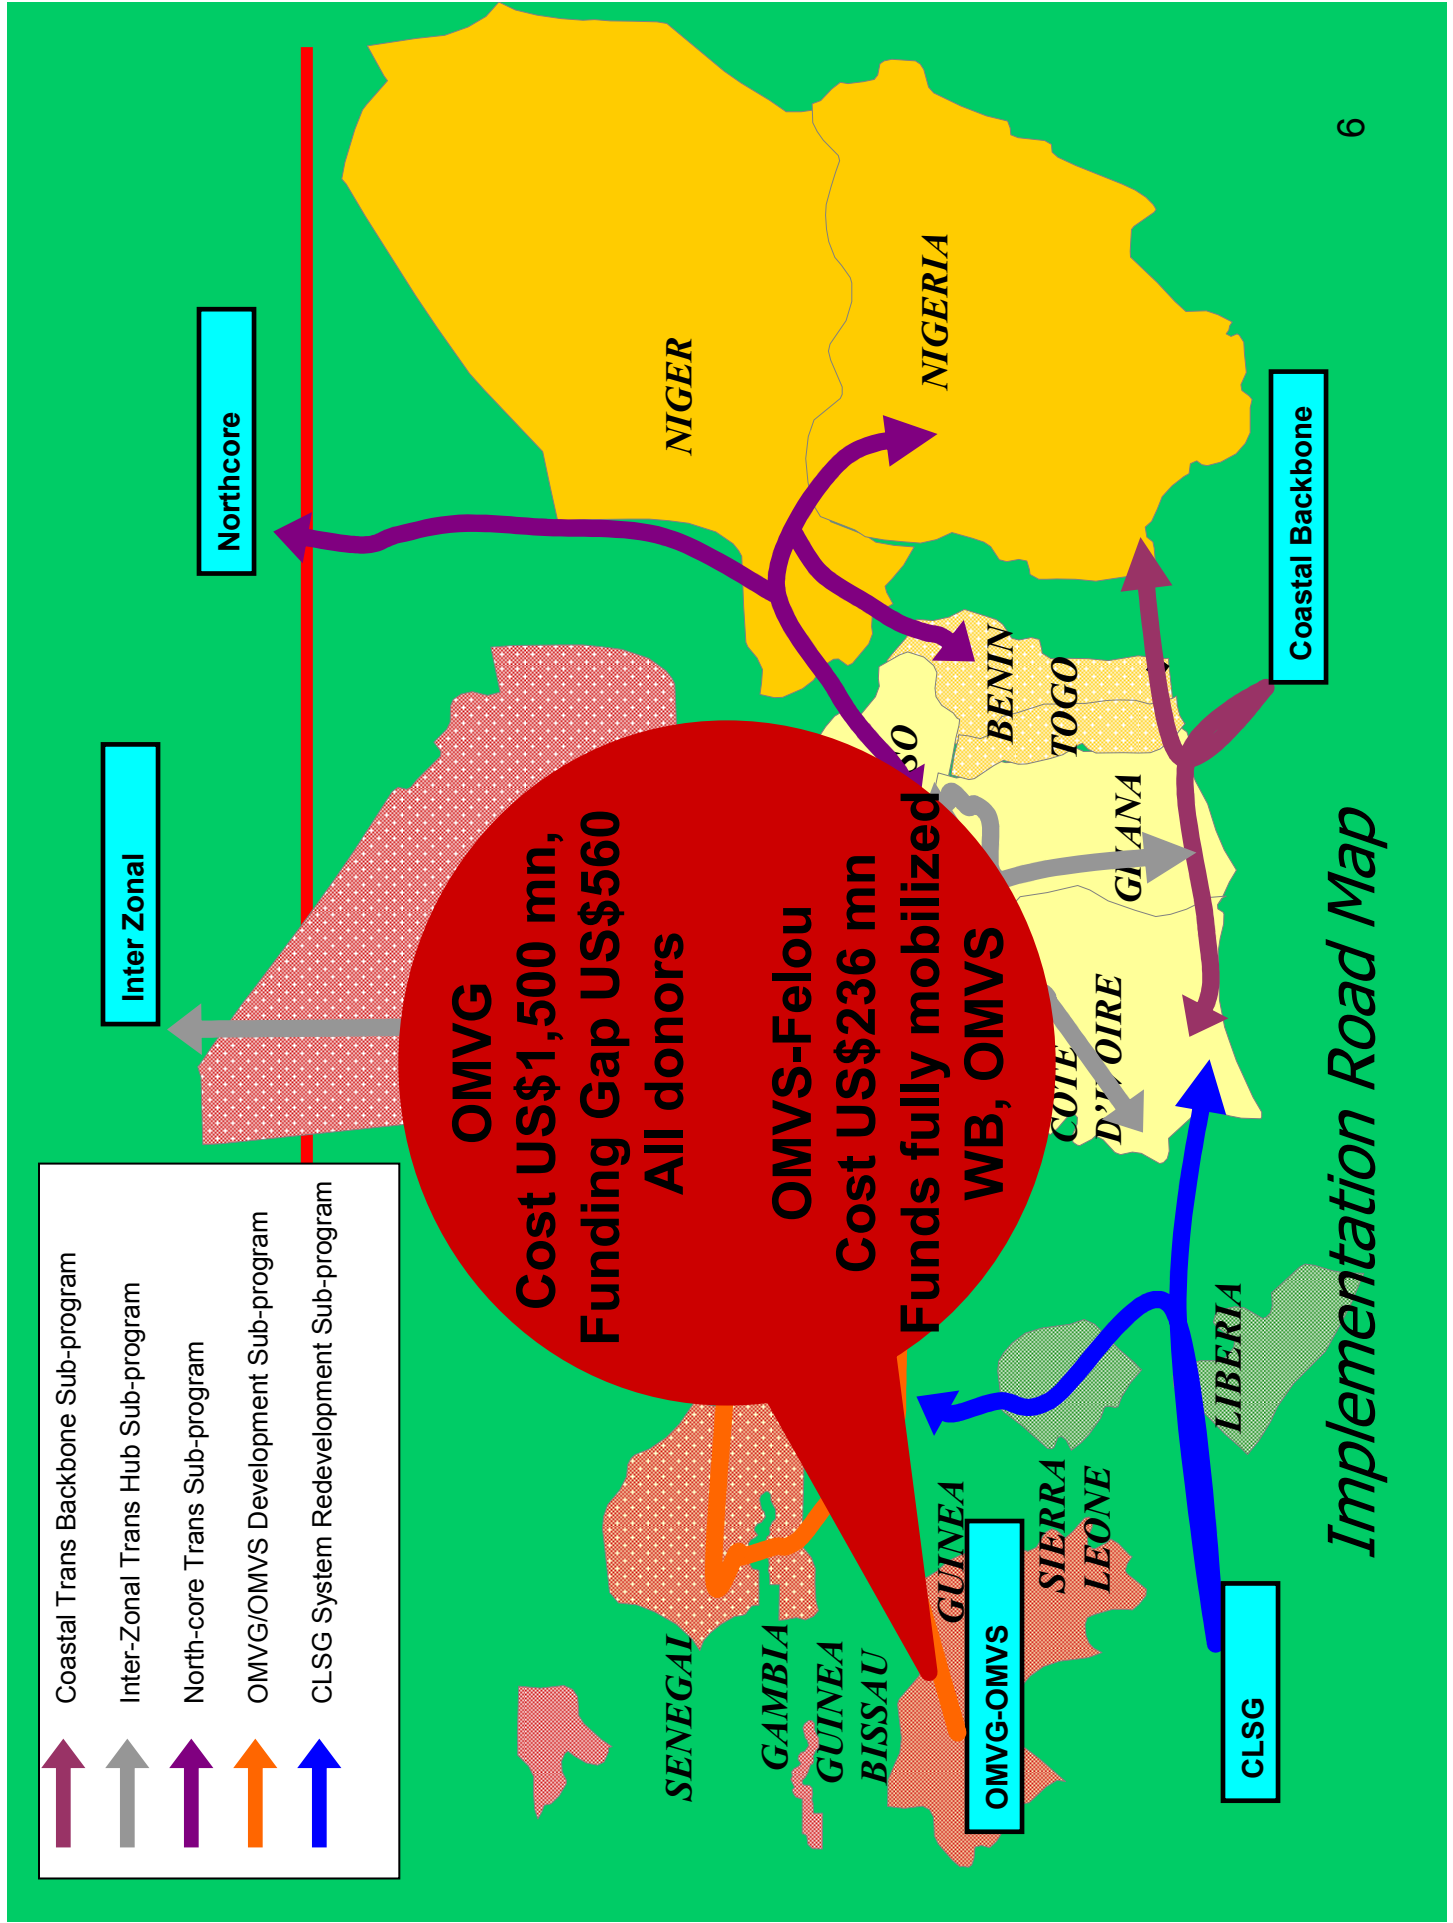 Coastal Trans Backbone Sub-program
Inter-Zonal Trans Hub Sub-program
North-core Trans Sub-program
OMVG/OMVS Development Sub-program
CLSG System Redevelopment Sub-program
Inter Zonal
Northcore
OMVG
Cost US$1,500 mn,
Funding Gap US$560
All donors
OMVS-Felou
Cost US$236 mn
Funds fully mobilized
WB, OMVS
NIGER
NIGERIA
SO
BENIN
TOGO
GHANA
COTE
D'IVOIRE
SENEGAL
GAMBIA
GUINEA
BISSAU
GUINEA
SIERRA
LEONE
LIBERIA
OMVG-OMVS
CLSG
Coastal Backbone
Implementation Road Map
6